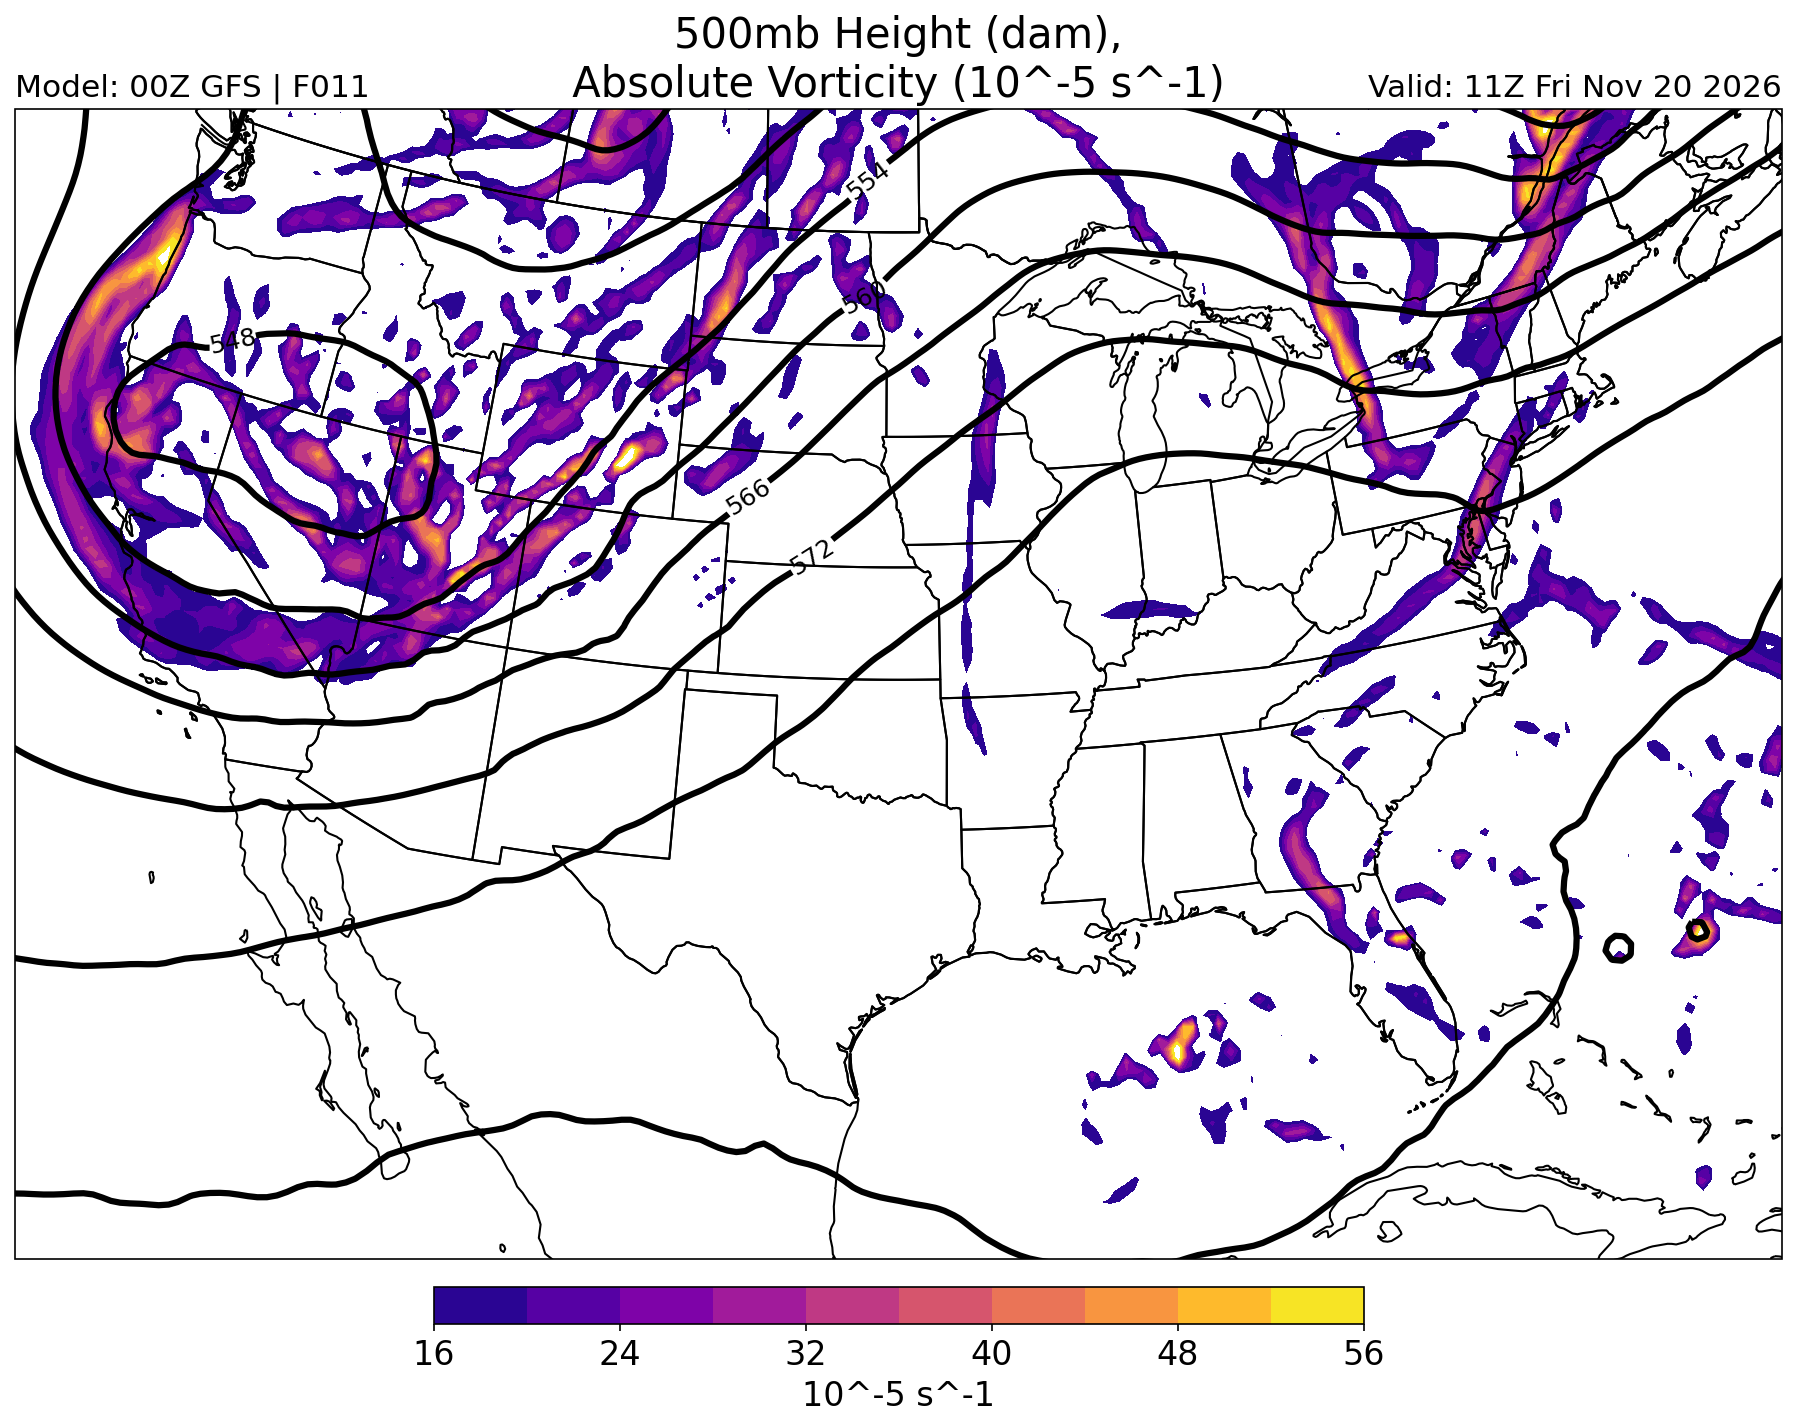 500mb Height (dam),
Model: 00Z GFS | F011
Absolute Vorticity (10^-5 s^-1)
Valid: 11Z Fri Nov 20 2026
554
560
548
566
572
16 24 32 40 48 56
10^-5 s^-1